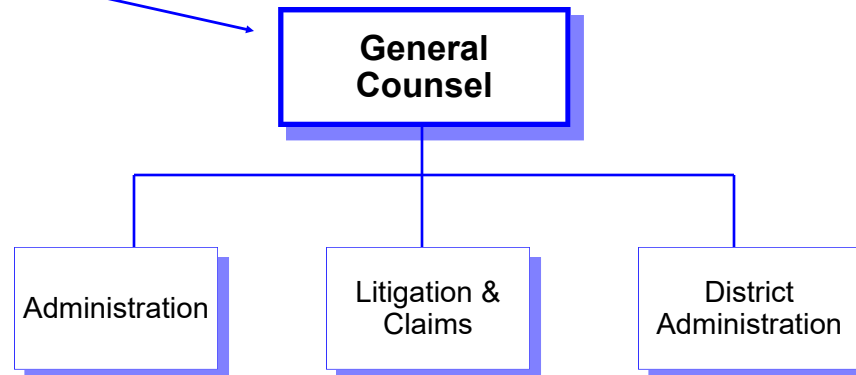 General
Counsel
Administration
Litigation &
Claims
District
Administration